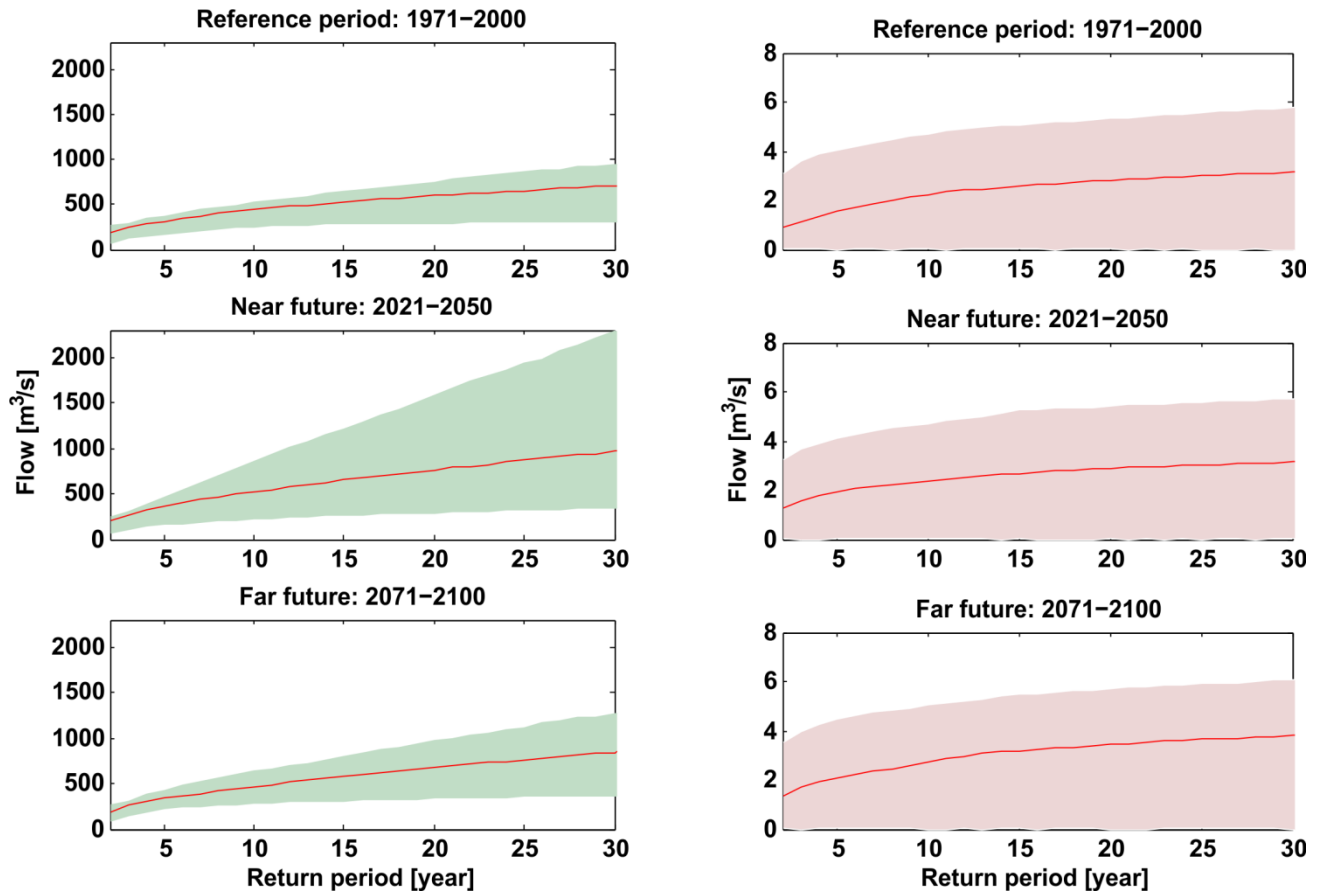 Reference period: 1971−2000
2000
1500
1000
500
0
5 10 15 20 25 30
Near future: 2021−2050
2000
1500
1000
500
0
Flow [m³/s]
5 10 15 20 25 30
Far future: 2071−2100
2000
1500
1000
500
0
5 10 15 20 25 30
Return period [year]
Reference period: 1971−2000
8
6
4
2
0
5 10 15 20 25 30
Near future: 2021−2050
8
6
4
2
0
Flow [m³/s]
5 10 15 20 25 30
Far future: 2071−2100
8
6
4
2
0
5 10 15 20 25 30
Return period [year]